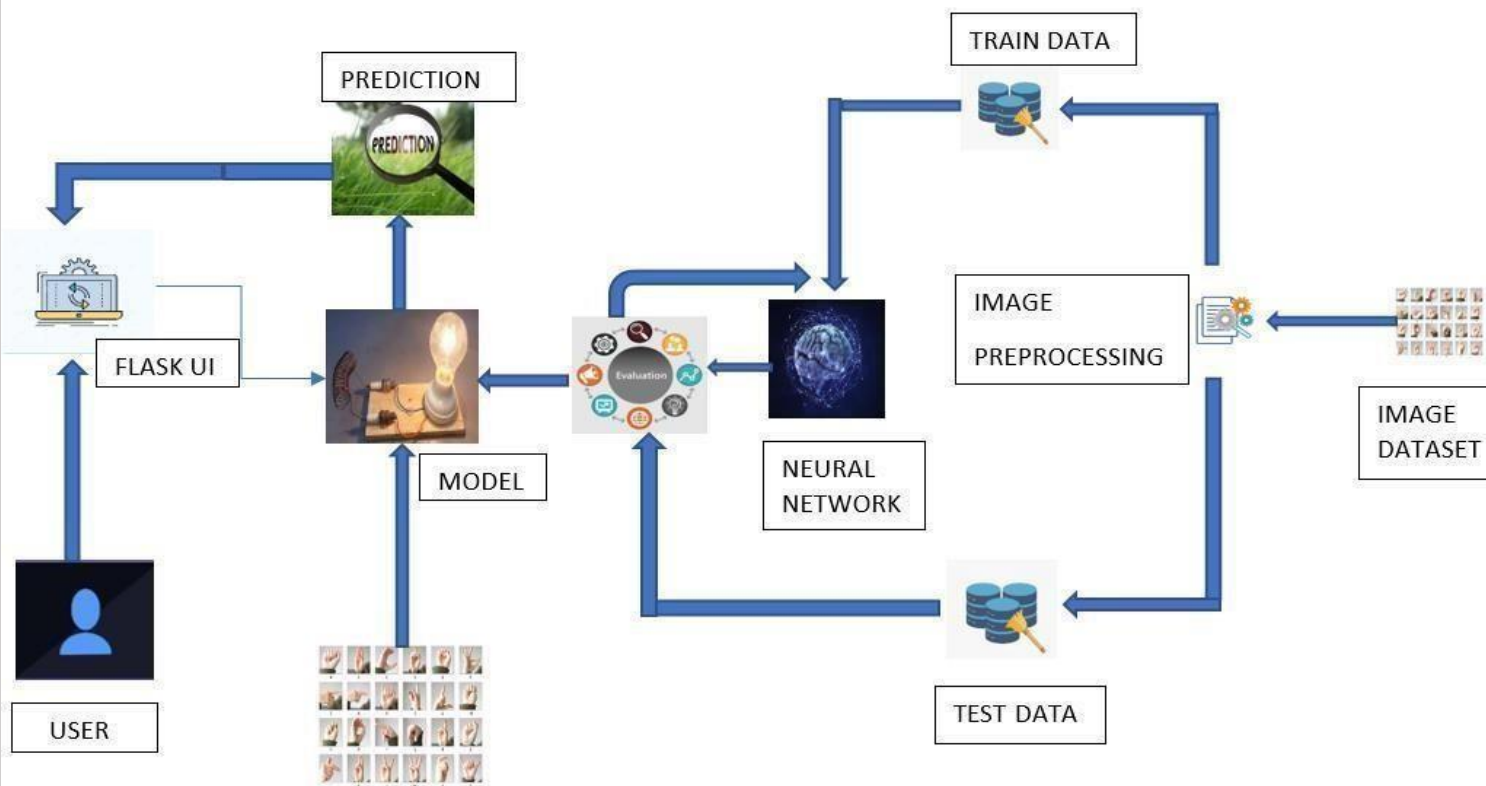 TRAIN DATA
PREDICTION
PREDICTION
IMAGE
PREPROCESSING
FLASK UI
Evaluation
IMAGE
DATASET
MODEL
NEURAL
NETWORK
USER
TEST DATA